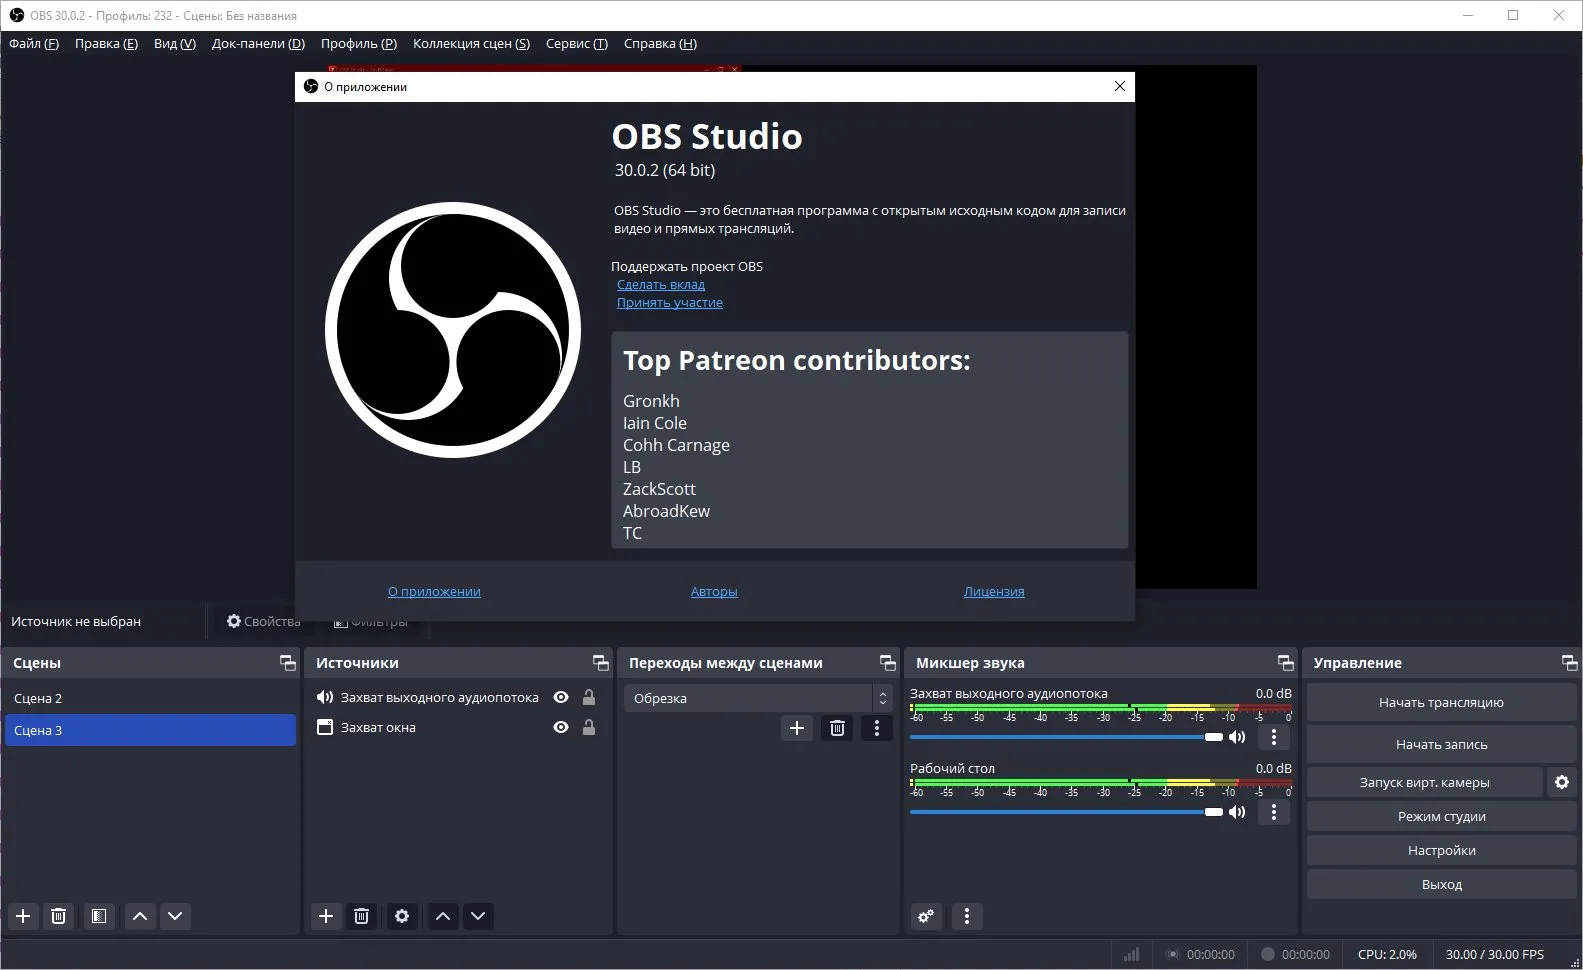 OBS 30.0.2 - Профиль: 232 - Сцены: Без названия
Файл (F) Правка (E) Вид (V) Док-панели (D) Профиль (P) Коллекция сцен (S) Сервис (T) Справка (H)
О приложении
OBS Studio
30.0.2 (64 bit)
OBS Studio — это бесплатная программа с открытым исходным кодом для записи
видео и прямых трансляций.
Поддержать проект OBS
Сделать вклад
Принять участие
Top Patreon contributors:
Gronkh
Iain Cole
Cohh Carnage
LB
ZackScott
AbroadKew
TC
О приложении Авторы Лицензия
Источник не выбран Свойства Фильтры
Сцены
Сцена 2
Сцена 3
Источники
Захват выходного аудиопотока
Захват окна
Переходы между сценами
Обрезка
Микшер звука
Захват выходного аудиопотока 0.0 dB
-60 -55 -50 -45 -40 -35 -30 -25 -20 -15 -10 -5 0
Рабочий стол 0.0 dB
-60 -55 -50 -45 -40 -35 -30 -25 -20 -15 -10 -5 0
Управление
Начать трансляцию
Начать запись
Запуск вирт. камеры
Режим студии
Настройки
Выход
00:00:00 00:00:00 CPU: 2.0% 30.00 / 30.00 FPS